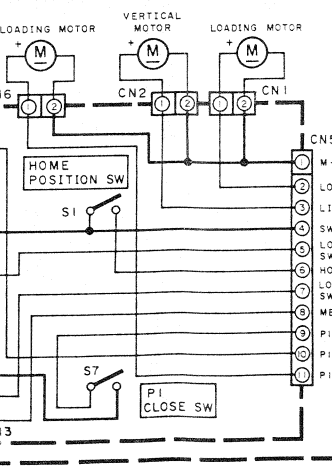 VERTICAL
LOADING MOTOR MOTOR LOADING MOTOR
+ M + M + M
CN2 CN1
1 2 1 2 1 2
CN5
HOME
POSITION SW
S1
1 M-
2 LO
3 LI
4 SW
5 LO
SW
6 HO
7 LO
SW
8 ME
9 PI
10 PI
11 PI
S7
P1
CLOSE SW